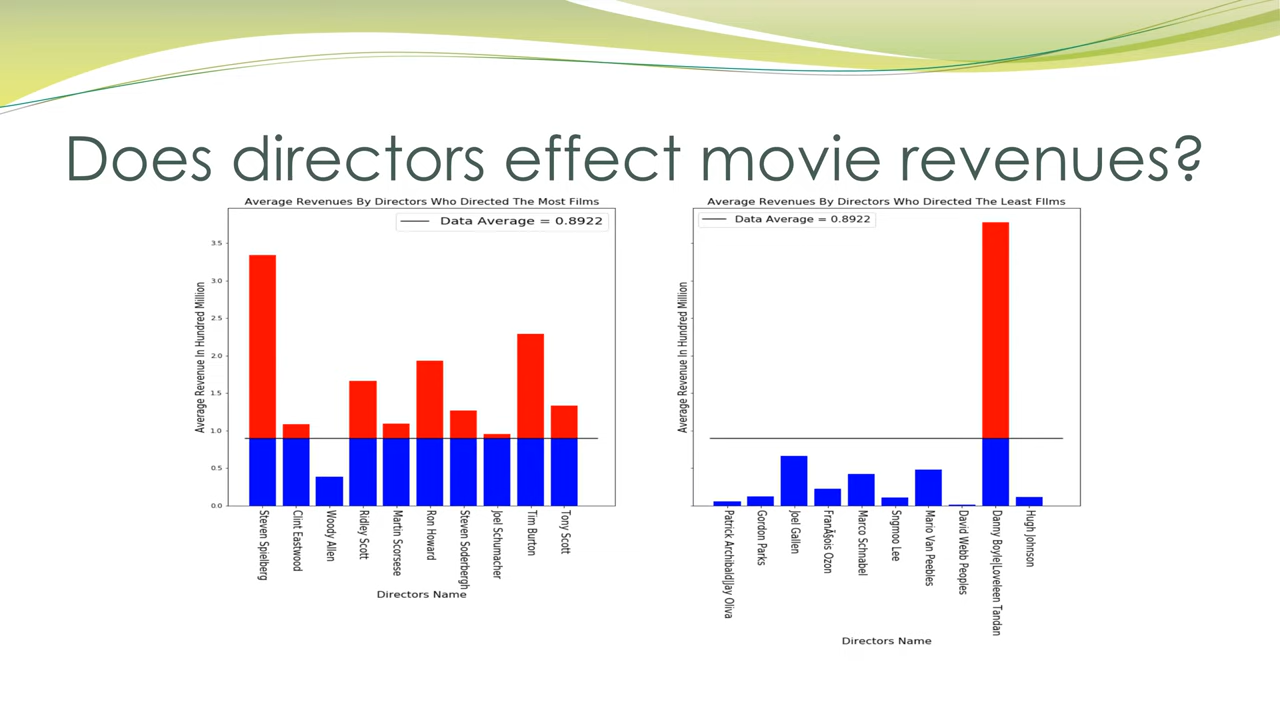 Does directors effect movie revenues?
Average Revenues By Directors Who Directed The Most Films
Data Average = 0.8922
Average Revenue In Hundred Million
3.5
3.0
2.5
2.0
1.5
1.0
0.5
0.0
Steven Spielberg
Clint Eastwood
Woody Allen
Ridley Scott
Martin Scorsese
Ron Howard
Steven Soderbergh
Joel Schumacher
Tim Burton
Tony Scott
Directors Name
Average Revenues By Directors Who Directed The Least FIlms
Data Average = 0.8922
Average Revenue In Hundred Million
Patrick Archibald|Jay Oliva
Gordon Parks
Joel Gallen
FranÃ§ois Ozon
Marco Schnabel
Sngmoo Lee
Mario Van Peebles
David Webb Peoples
Danny Boyle|Loveleen Tandan
Hugh Johnson
Directors Name